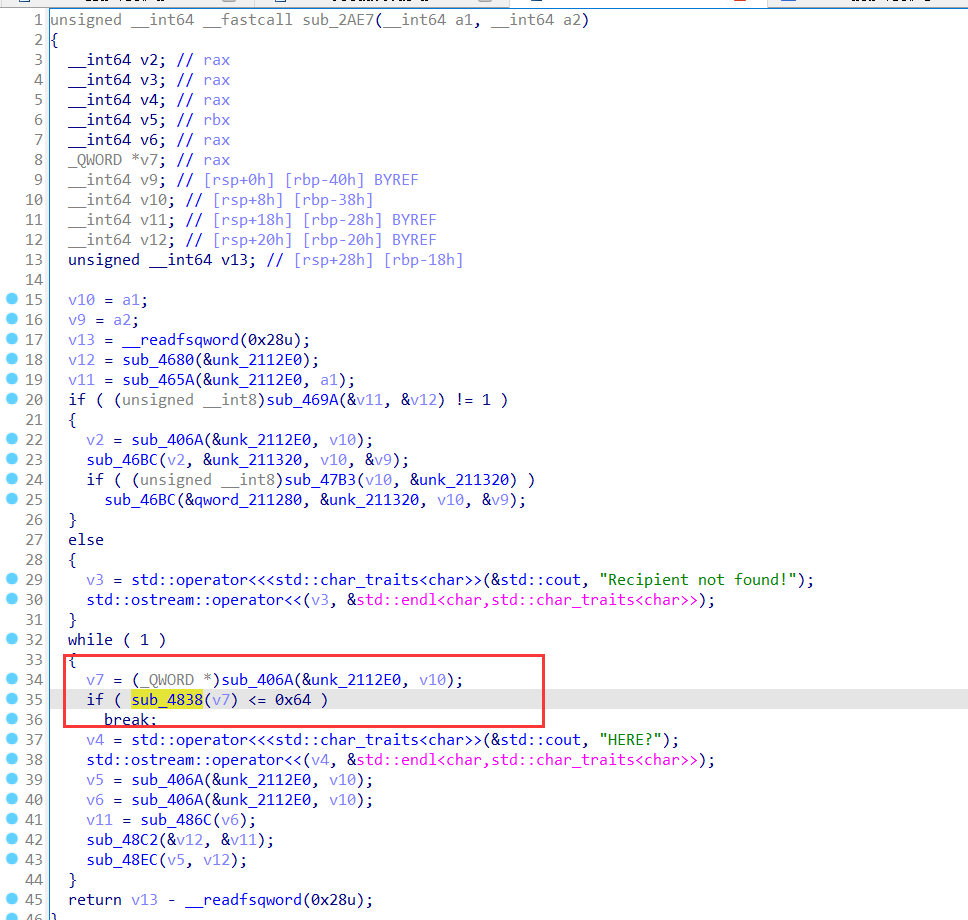 1 unsigned __int64 __fastcall sub_2AE7(__int64 a1, __int64 a2)
2 {
3   __int64 v2; // rax
4   __int64 v3; // rax
5   __int64 v4; // rax
6   __int64 v5; // rbx
7   __int64 v6; // rax
8   _QWORD *v7; // rax
9   __int64 v9; // [rsp+0h] [rbp-40h] BYREF
10   __int64 v10; // [rsp+8h] [rbp-38h]
11   __int64 v11; // [rsp+18h] [rbp-28h] BYREF
12   __int64 v12; // [rsp+20h] [rbp-20h] BYREF
13   unsigned __int64 v13; // [rsp+28h] [rbp-18h]
14
15   v10 = a1;
16   v9 = a2;
17   v13 = __readfsqword(0x28u);
18   v12 = sub_4680(&unk_2112E0);
19   v11 = sub_465A(&unk_2112E0, a1);
20   if ( (unsigned __int8)sub_469A(&v11, &v12) != 1 )
21   {
22     v2 = sub_406A(&unk_2112E0, v10);
23     sub_46BC(v2, &unk_211320, v10, &v9);
24     if ( (unsigned __int8)sub_47B3(v10, &unk_211320) )
25       sub_46BC(&qword_211280, &unk_211320, v10, &v9);
26   }
27   else
28   {
29     v3 = std::operator<<<std::char_traits<char>>(&std::cout, "Recipient not found!");
30     std::ostream::operator<<(v3, &std::endl<char,std::char_traits<char>>);
31   }
32   while ( 1 )
33   {
34     v7 = (_QWORD *)sub_406A(&unk_2112E0, v10);
35     if ( sub_4838(v7) <= 0x64 )
36       break;
37     v4 = std::operator<<<std::char_traits<char>>(&std::cout, "HERE?");
38     std::ostream::operator<<(v4, &std::endl<char,std::char_traits<char>>);
39     v5 = sub_406A(&unk_2112E0, v10);
40     v6 = sub_406A(&unk_2112E0, v10);
41     v11 = sub_486C(v6);
42     sub_48C2(&v12, &v11);
43     sub_48EC(v5, v12);
44   }
45   return v13 - __readfsqword(0x28u);
46 }